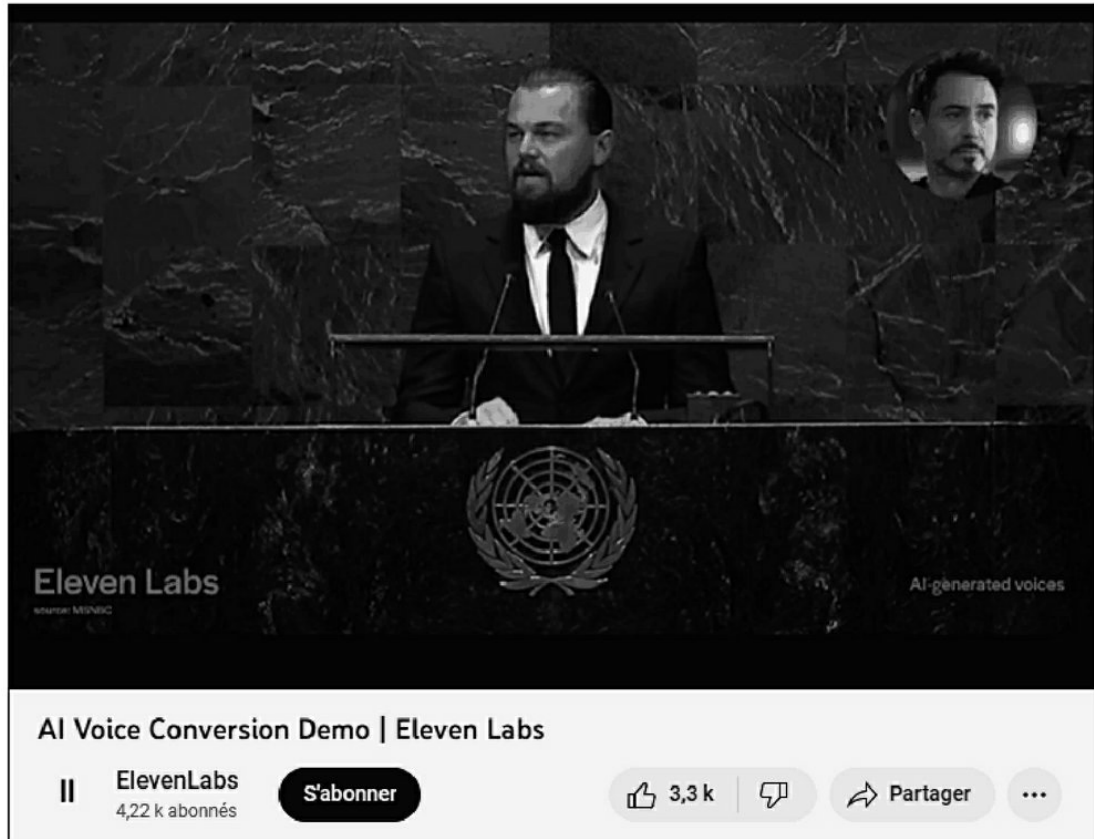 Eleven Labs
source: MSNBC
AI-generated voices
AI Voice Conversion Demo | Eleven Labs
ElevenLabs
4,22 k abonnés
S'abonner
3,3 k
Partager